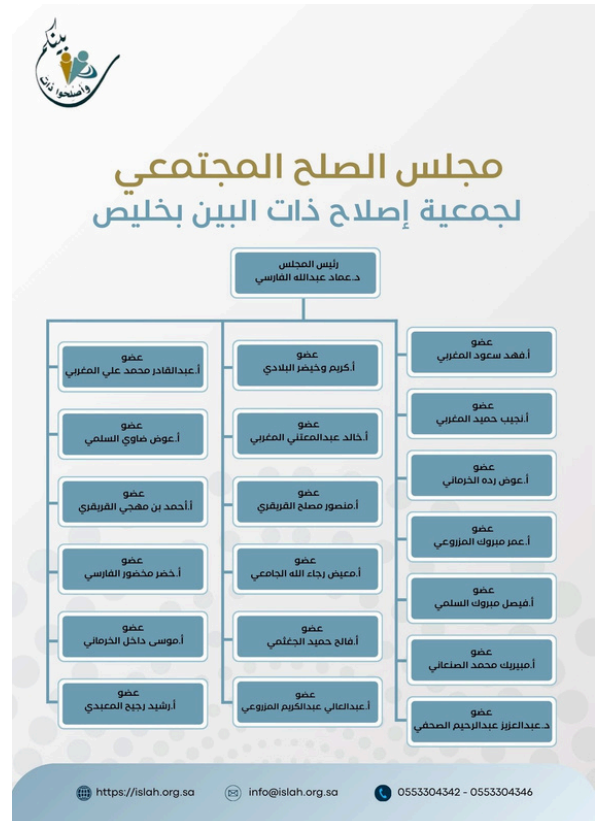 وأصلحوا ذات
بينكم
مجلس الصلح المجتمعي
لجمعية إصلاح ذات البين بخليص
رئيس المجلس
د.عماد عبدالله الفارسي
عضو
أ.فهد سعود المغربي
عضو
أ.نجيب حميد المغربي
عضو
أ.عوض رده الخرماني
عضو
أ.عمر مبروك المزروعي
عضو
أ.فيصل مبروك السلمي
عضو
أ.مبيريك محمد الصنعاني
عضو
د.عبدالعزيز عبدالرحيم الصحفي
عضو
أ.كريم وخيضر البلادي
عضو
أ.خالد عبدالمعتني المغربي
عضو
أ.منصور مصلح القريقري
عضو
أ.معيض رجاء الله الجامعي
عضو
أ.فالح حميد الجغثمي
عضو
أ.عبدالعالي عبدالكريم المزروعي
عضو
أ.عبدالقادر محمد علي المغربي
عضو
أ.عوض ضاوي السلمي
عضو
أ.أحمد بن مهجي القريقري
عضو
أ.خضر مخضور الفارسي
عضو
أ.موسى داخل الخرماني
عضو
أ.رشيد رجيح المعبدي
https://islah.org.sa
info@islah.org.sa
0553304342 - 0553304346